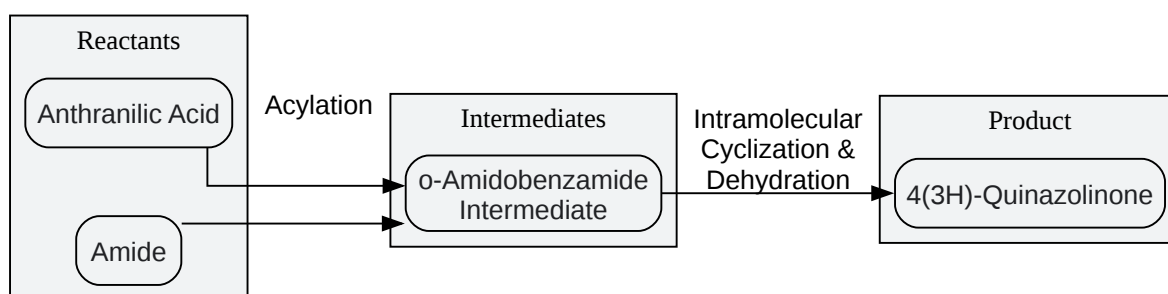 Reactants
Anthranilic Acid
Amide
Acylation
Intermediates
o-Amidobenzamide
Intermediate
Intramolecular
Cyclization &
Dehydration
Product
4(3H)-Quinazolinone